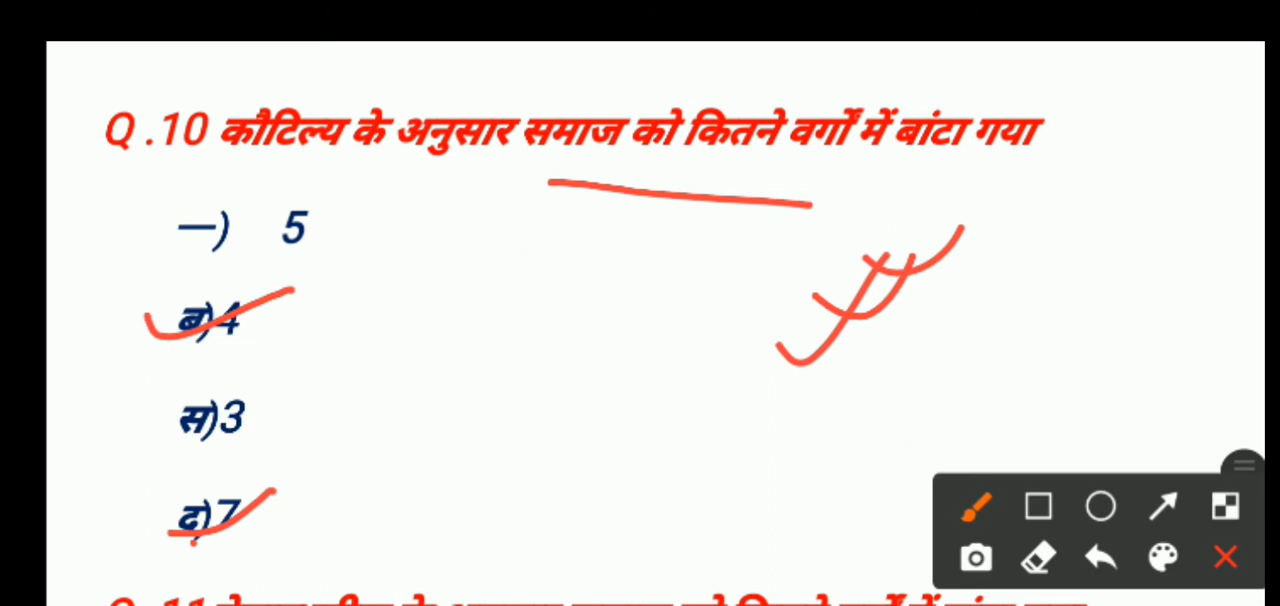 Q .10 कौटिल्य के अनुसार समाज को कितने वर्गों में बांटा गया
—) 5
ब)4
स)3
द)7